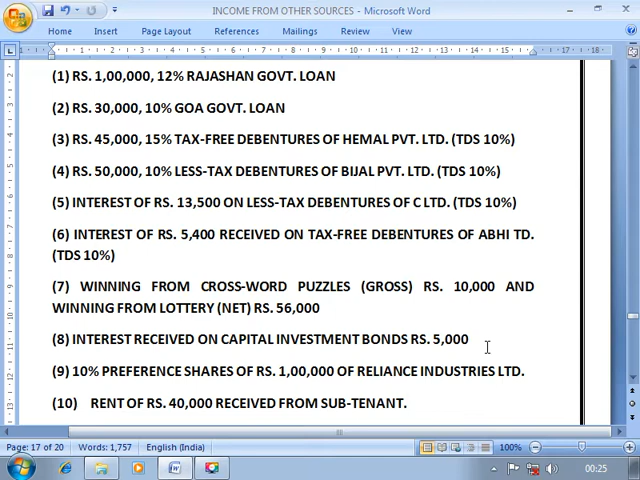 INCOME FROM OTHER SOURCES - Microsoft Word
Home Insert Page Layout References Mailings Review View
(1) RS. 1,00,000, 12% RAJASHAN GOVT. LOAN
(2) RS. 30,000, 10% GOA GOVT. LOAN
(3) RS. 45,000, 15% TAX-FREE DEBENTURES OF HEMAL PVT. LTD. (TDS 10%)
(4) RS. 50,000, 10% LESS-TAX DEBENTURES OF BIJAL PVT. LTD. (TDS 10%)
(5) INTEREST OF RS. 13,500 ON LESS-TAX DEBENTURES OF C LTD. (TDS 10%)
(6) INTEREST OF RS. 5,400 RECEIVED ON TAX-FREE DEBENTURES OF ABHI TD.
(TDS 10%)
(7) WINNING FROM CROSS-WORD PUZZLES (GROSS) RS. 10,000 AND
WINNING FROM LOTTERY (NET) RS. 56,000
(8) INTEREST RECEIVED ON CAPITAL INVESTMENT BONDS RS. 5,000
(9) 10% PREFERENCE SHARES OF RS. 1,00,000 OF RELIANCE INDUSTRIES LTD.
(10) RENT OF RS. 40,000 RECEIVED FROM SUB-TENANT.
Page: 17 of 20 Words: 1,757 English (India) 100%
00:25